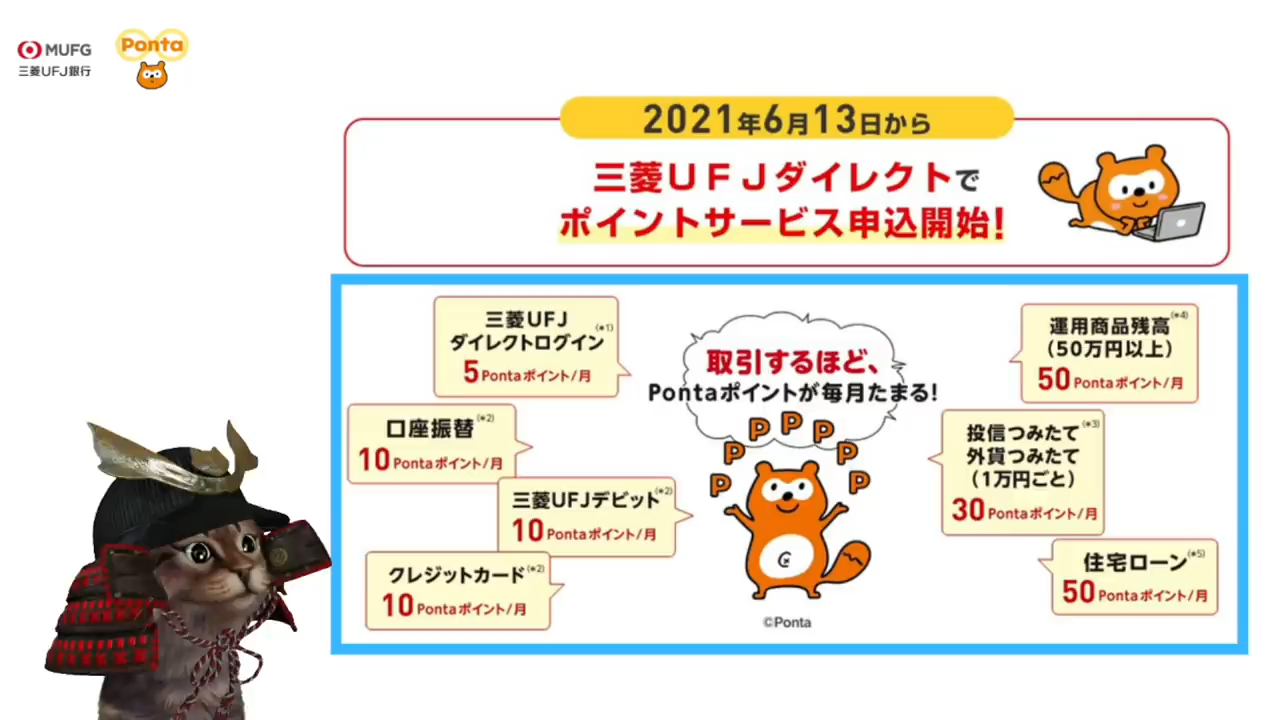 MUFG
三菱UFJ銀行
Ponta
2021年6月13日から
三菱UFJダイレクトで
ポイントサービス申込開始!
三菱UFJ
ダイレクトログイン(*1)
5 Pontaポイント/月
口座振替(*2)
10 Pontaポイント/月
三菱UFJデビット(*2)
10 Pontaポイント/月
クレジットカード(*2)
10 Pontaポイント/月
取引するほど、
Pontaポイントが毎月たまる!
P P P P P P P
©Ponta
運用商品残高(*4)
(50万円以上)
50 Pontaポイント/月
投信つみたて(*3)
外貨つみたて
(1万円ごと)
30 Pontaポイント/月
住宅ローン(*5)
50 Pontaポイント/月